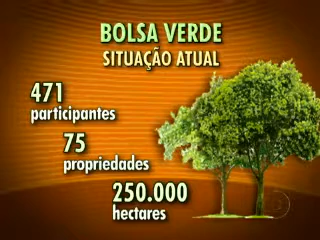 BOLSA VERDE
SITUAÇÃO ATUAL
471
participantes
75
propriedades
250.000
hectares